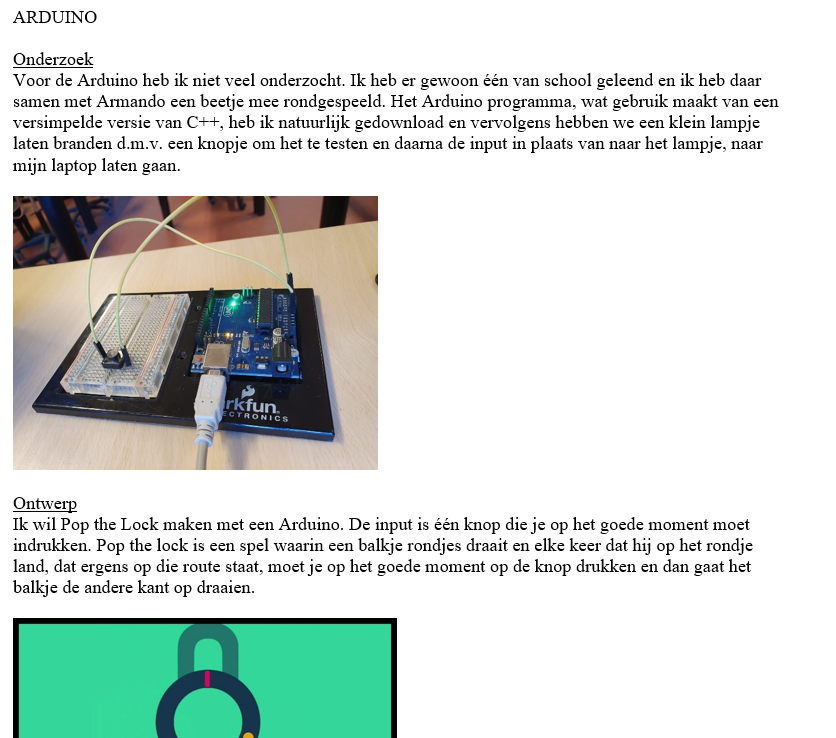 ARDUINO
Onderzoek
Voor de Arduino heb ik niet veel onderzocht. Ik heb er gewoon één van school geleend en ik heb daar
samen met Armando een beetje mee rondgespeeld. Het Arduino programma, wat gebruik maakt van een
versimpelde versie van C++, heb ik natuurlijk gedownload en vervolgens hebben we een klein lampje
laten branden d.m.v. een knopje om het te testen en daarna de input in plaats van naar het lampje, naar
mijn laptop laten gaan.
rkfun
ECTRONICS
Ontwerp
Ik wil Pop the Lock maken met een Arduino. De input is één knop die je op het goede moment moet
indrukken. Pop the lock is een spel waarin een balkje rondjes draait en elke keer dat hij op het rondje
land, dat ergens op die route staat, moet je op het goede moment op de knop drukken en dan gaat het
balkje de andere kant op draaien.